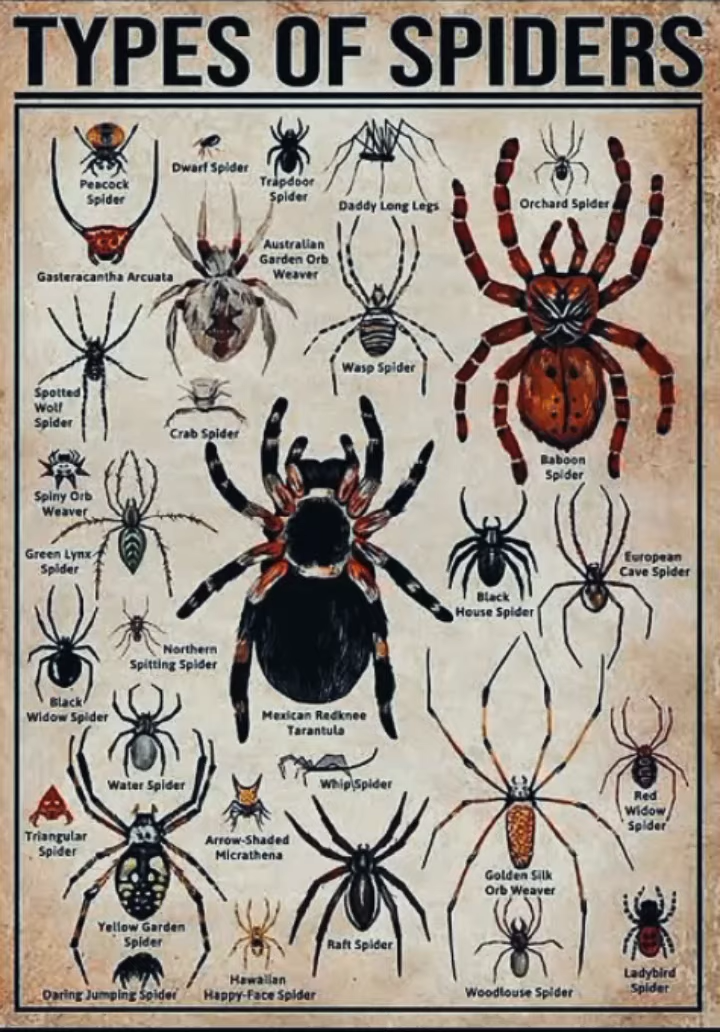 TYPES OF SPIDERS
Peacock
Spider
Dwarf Spider
Trapdoor
Spider
Daddy Long Legs
Orchard Spider
Gasteracantha Arcuata
Australian
Garden Orb
Weaver
Wasp Spider
Spotted
Wolf
Spider
Crab Spider
Baboon
Spider
Spiny Orb
Weaver
Green Lynx
Spider
Black
House Spider
European
Cave Spider
Northern
Spitting Spider
Black
Widow Spider
Mexican Redknee
Tarantula
Water Spider
Whip Spider
Red
Widow
Spider
Triangular
Spider
Arrow-Shaded
Micrathena
Golden Silk
Orb Weaver
Yellow Garden
Spider
Raft Spider
Daring Jumping Spider
Hawaiian
Happy-Face Spider
Woodlouse Spider
Ladybird
Spider